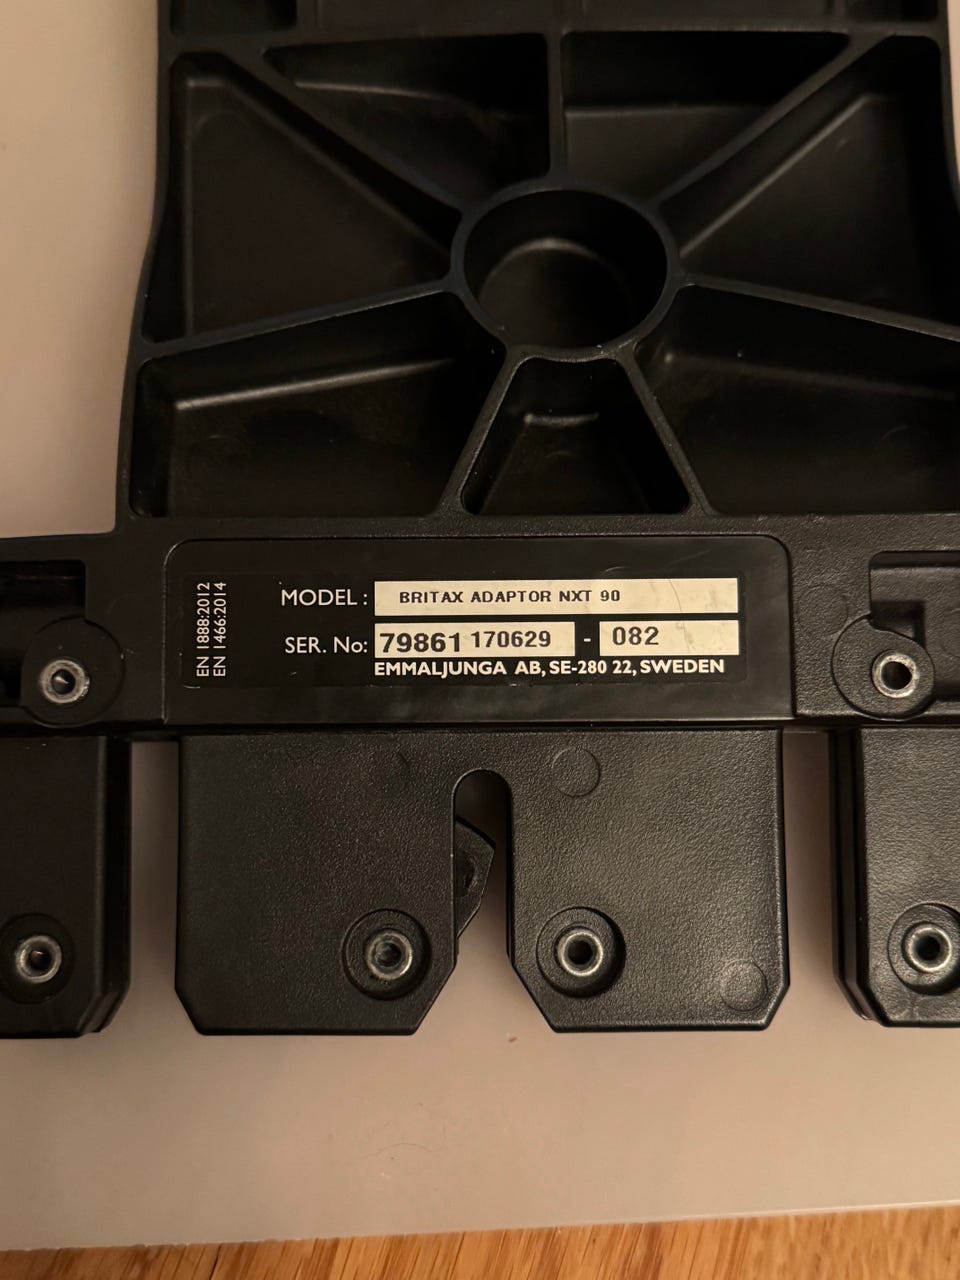 EN 1888:2012
EN 1466:2014
MODEL : BRITAX ADAPTOR NXT 90
SER. No: 79861 170629 - 082
EMMALJUNGA AB, SE-280 22, SWEDEN